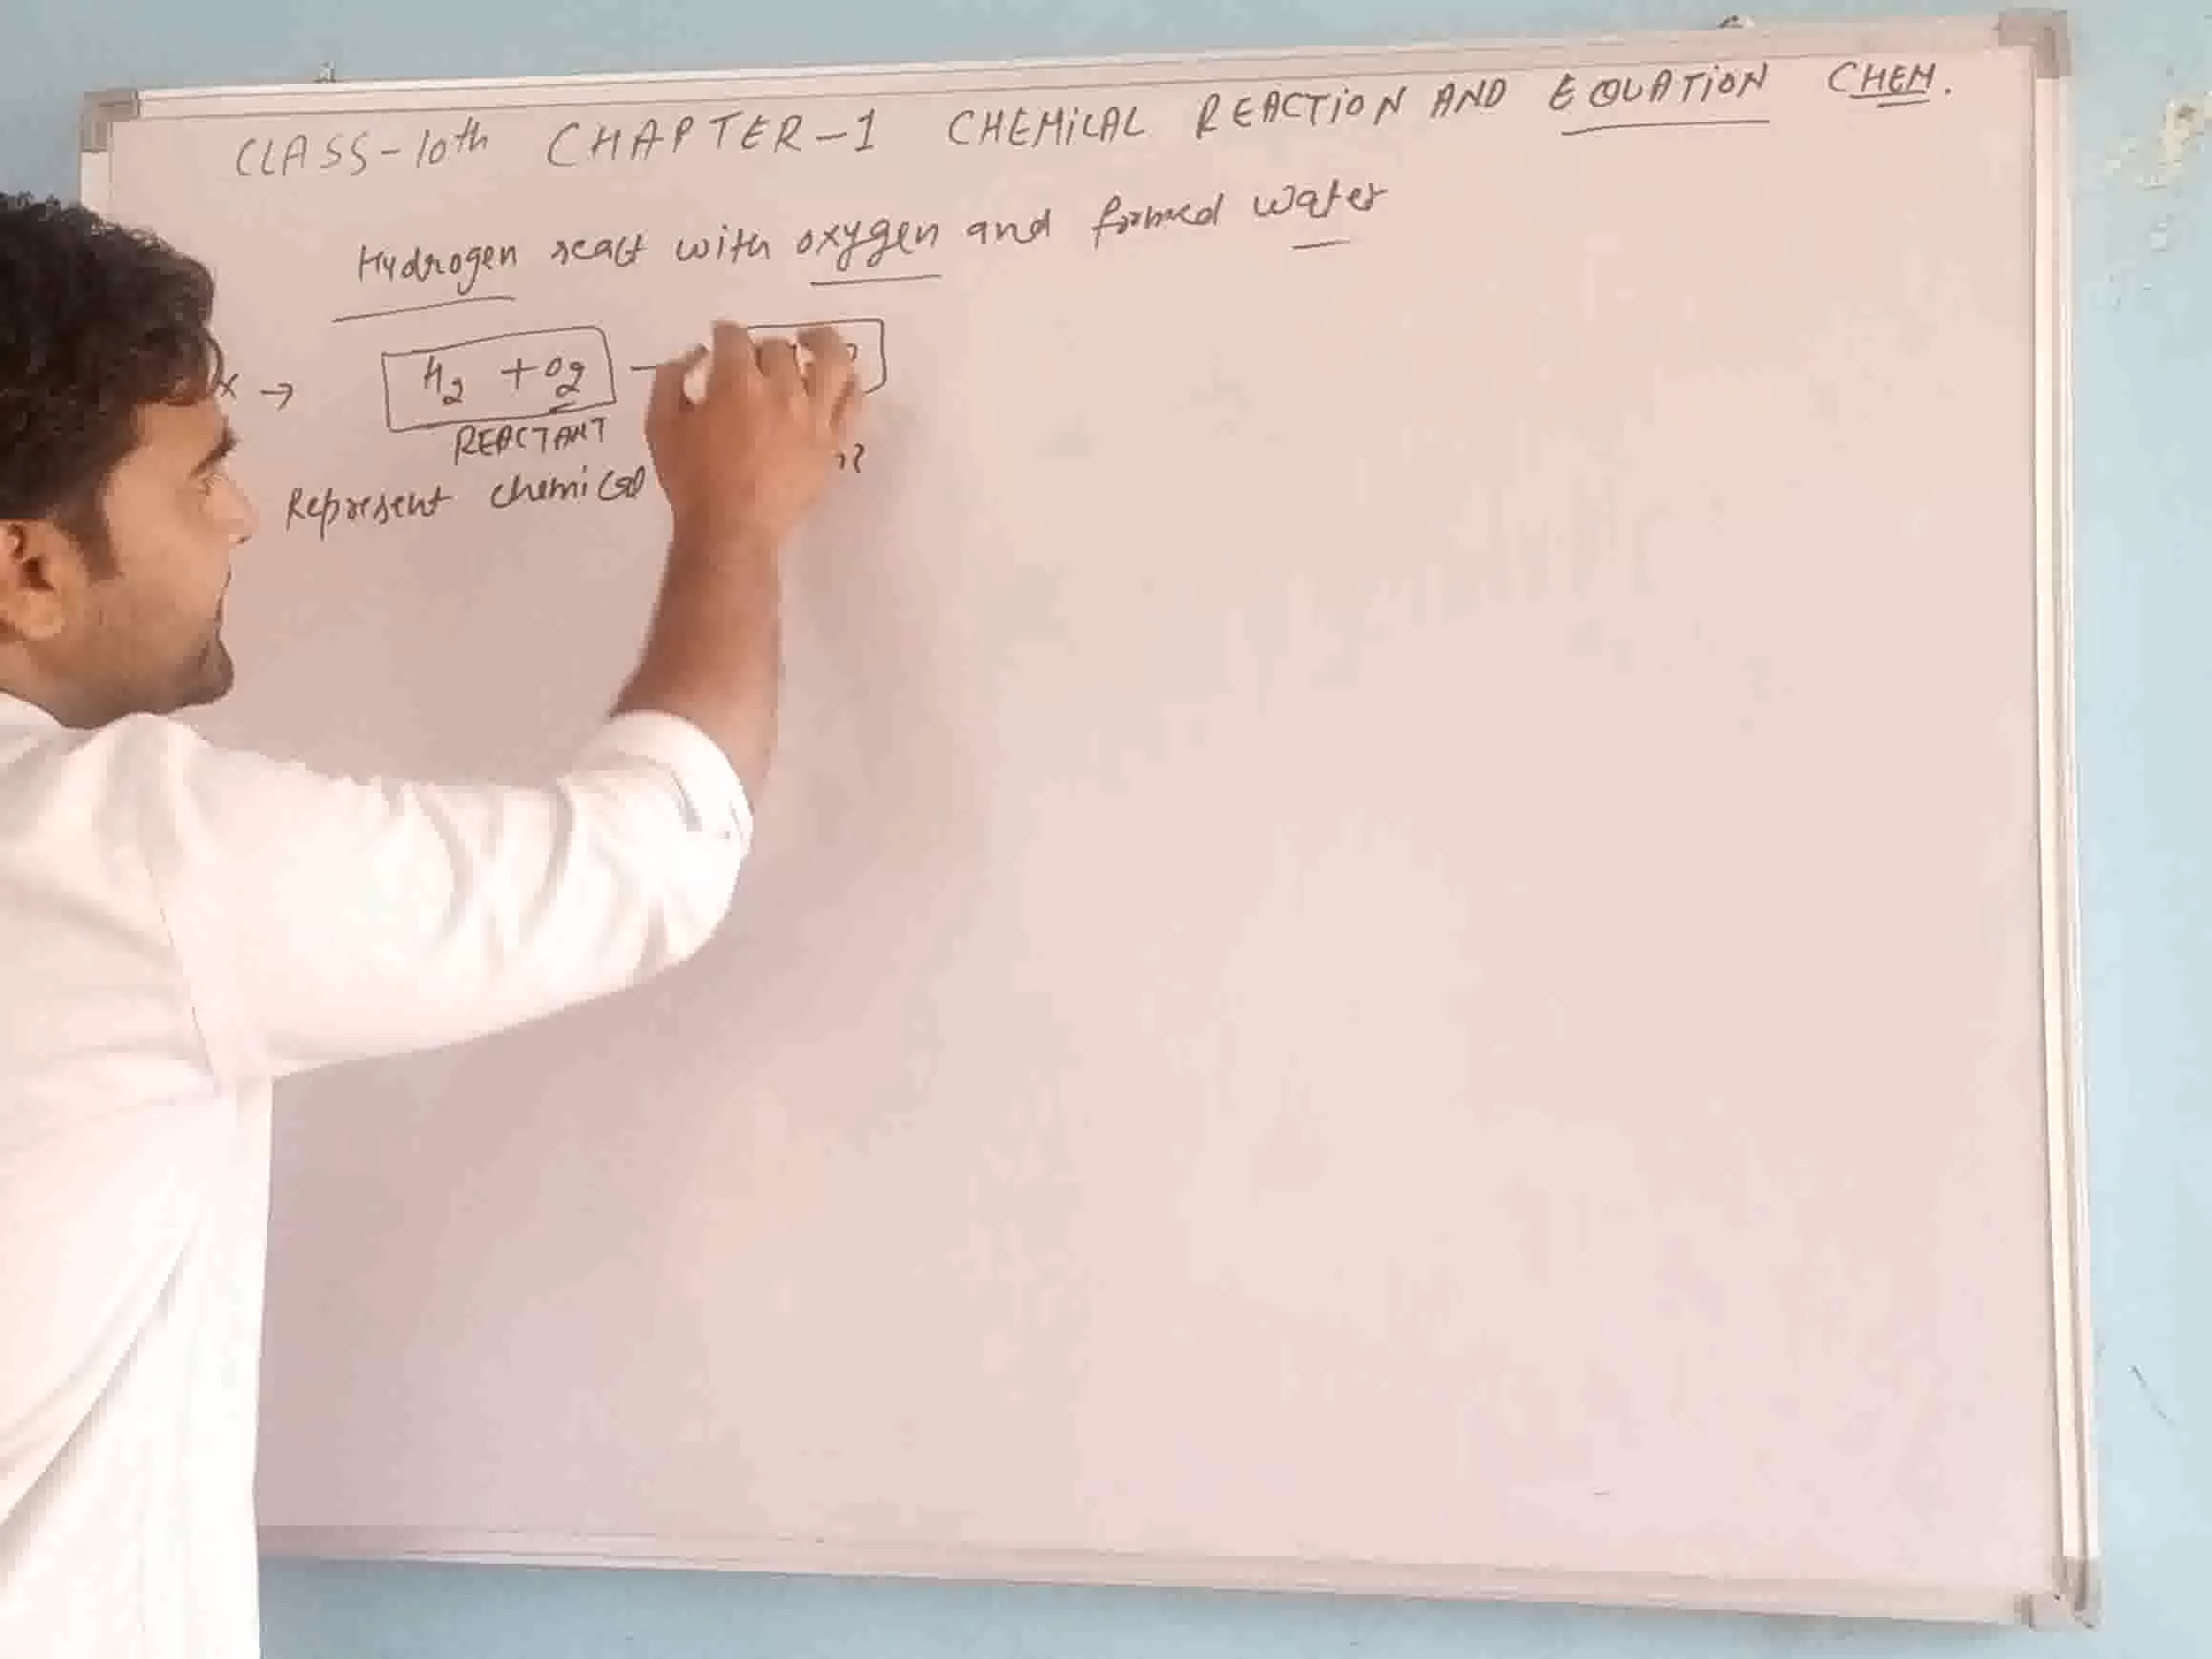 CLASS-10th CHAPTER-1 CHEMICAL REACTION AND EQUATION CHEM.
Hydrogen react with oxygen and formed water
x → H2 + O2 —
REACTANT
Represent chemical